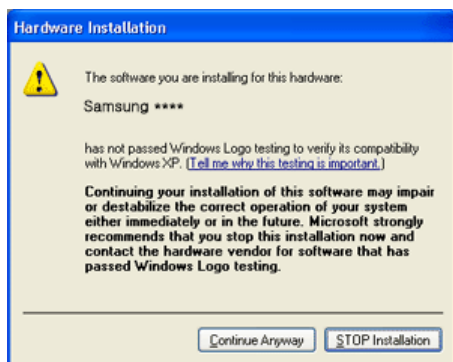 Hardware Installation
The software you are installing for this hardware:
Samsung ****
has not passed Windows Logo testing to verify its compatibility
with Windows XP. (Tell me why this testing is important.)
Continuing your installation of this software may impair
or destabilize the correct operation of your system
either immediately or in the future. Microsoft strongly
recommends that you stop this installation now and
contact the hardware vendor for software that has
passed Windows Logo testing.
Continue Anyway
STOP Installation